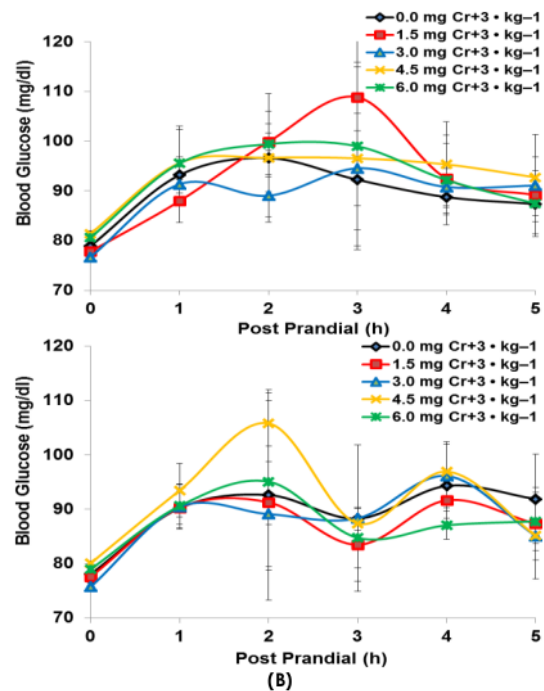 0.0 mg Cr+3 • kg–1
1.5 mg Cr+3 • kg–1
3.0 mg Cr+3 • kg–1
4.5 mg Cr+3 • kg–1
6.0 mg Cr+3 • kg–1
Blood Glucose (mg/dl)
120
110
100
90
80
70
0 1 2 3 4 5
Post Prandial (h)
0.0 mg Cr+3 • kg–1
1.5 mg Cr+3 • kg–1
3.0 mg Cr+3 • kg–1
4.5 mg Cr+3 • kg–1
6.0 mg Cr+3 • kg–1
Blood Glucose (mg/dl)
120
110
100
90
80
70
0 1 2 3 4 5
Post Prandial (h)
(B)